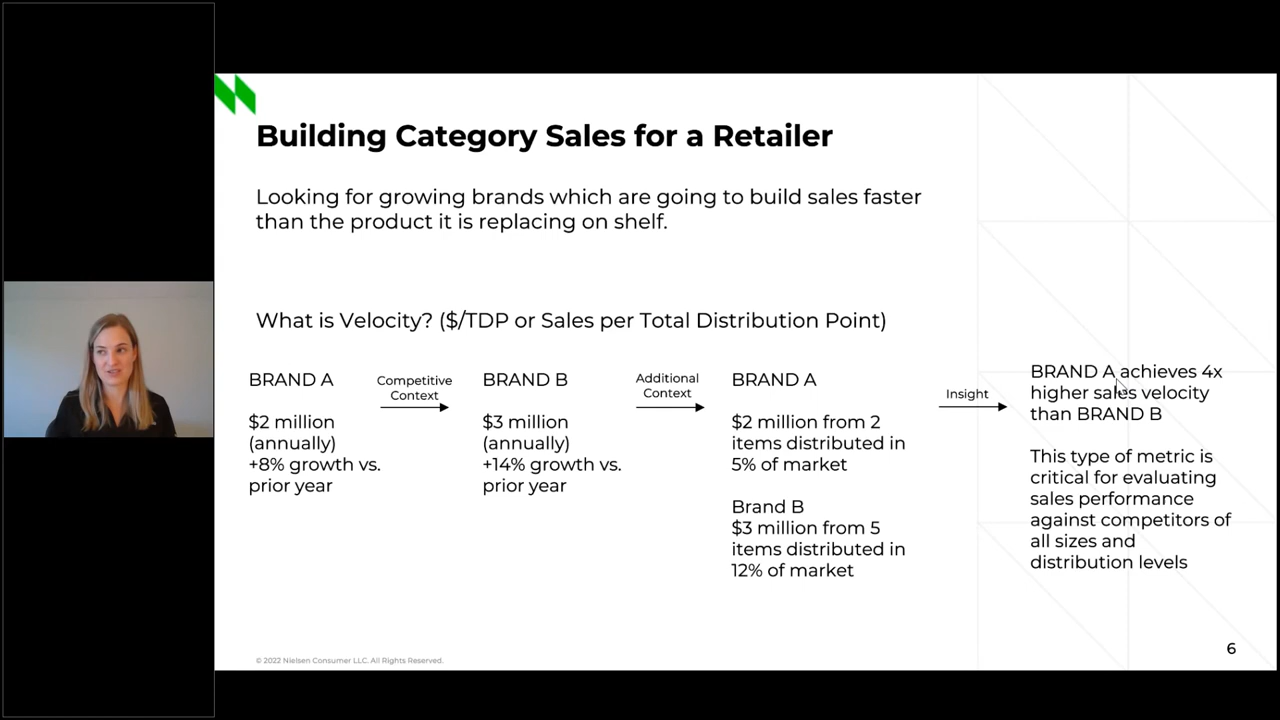 Building Category Sales for a Retailer
Looking for growing brands which are going to build sales faster
than the product it is replacing on shelf.
What is Velocity? ($/TDP or Sales per Total Distribution Point)
BRAND A
$2 million
(annually)
+8% growth vs.
prior year
Competitive
Context
BRAND B
$3 million
(annually)
+14% growth vs.
prior year
Additional
Context
BRAND A
$2 million from 2
items distributed in
5% of market
Brand B
$3 million from 5
items distributed in
12% of market
Insight
BRAND A achieves 4x
higher sales velocity
than BRAND B
This type of metric is
critical for evaluating
sales performance
against competitors of
all sizes and
distribution levels
© 2022 Nielsen Consumer LLC. All Rights Reserved.
6